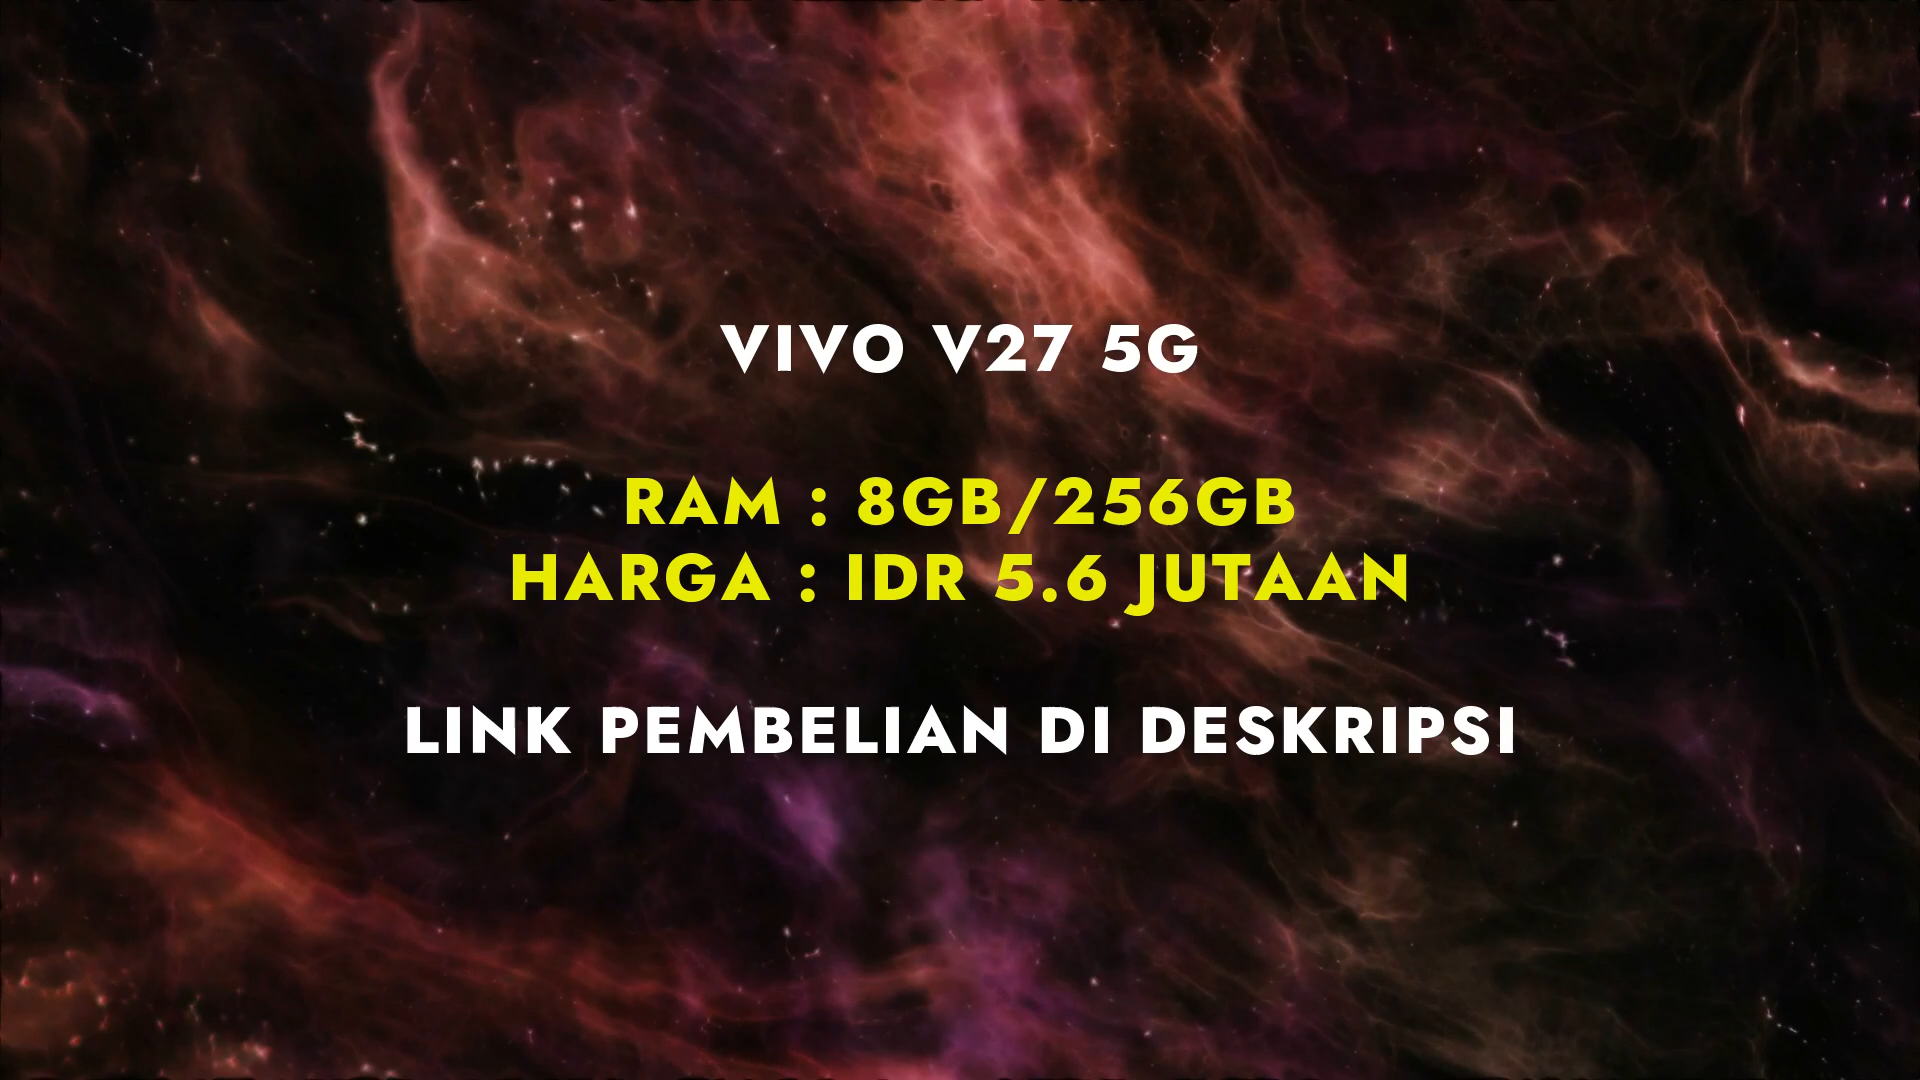 VIVO V27 5G
RAM : 8GB/256GB
HARGA : IDR 5.6 JUTAAN
LINK PEMBELIAN DI DESKRIPSI